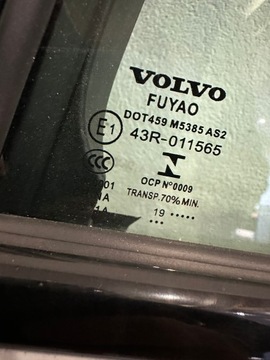 VOLVO
FUYAO
DOT459 M5385 AS2
E1
43R-011565
OCP Nº0009
TRANSP.70% MIN.
19 .....
...